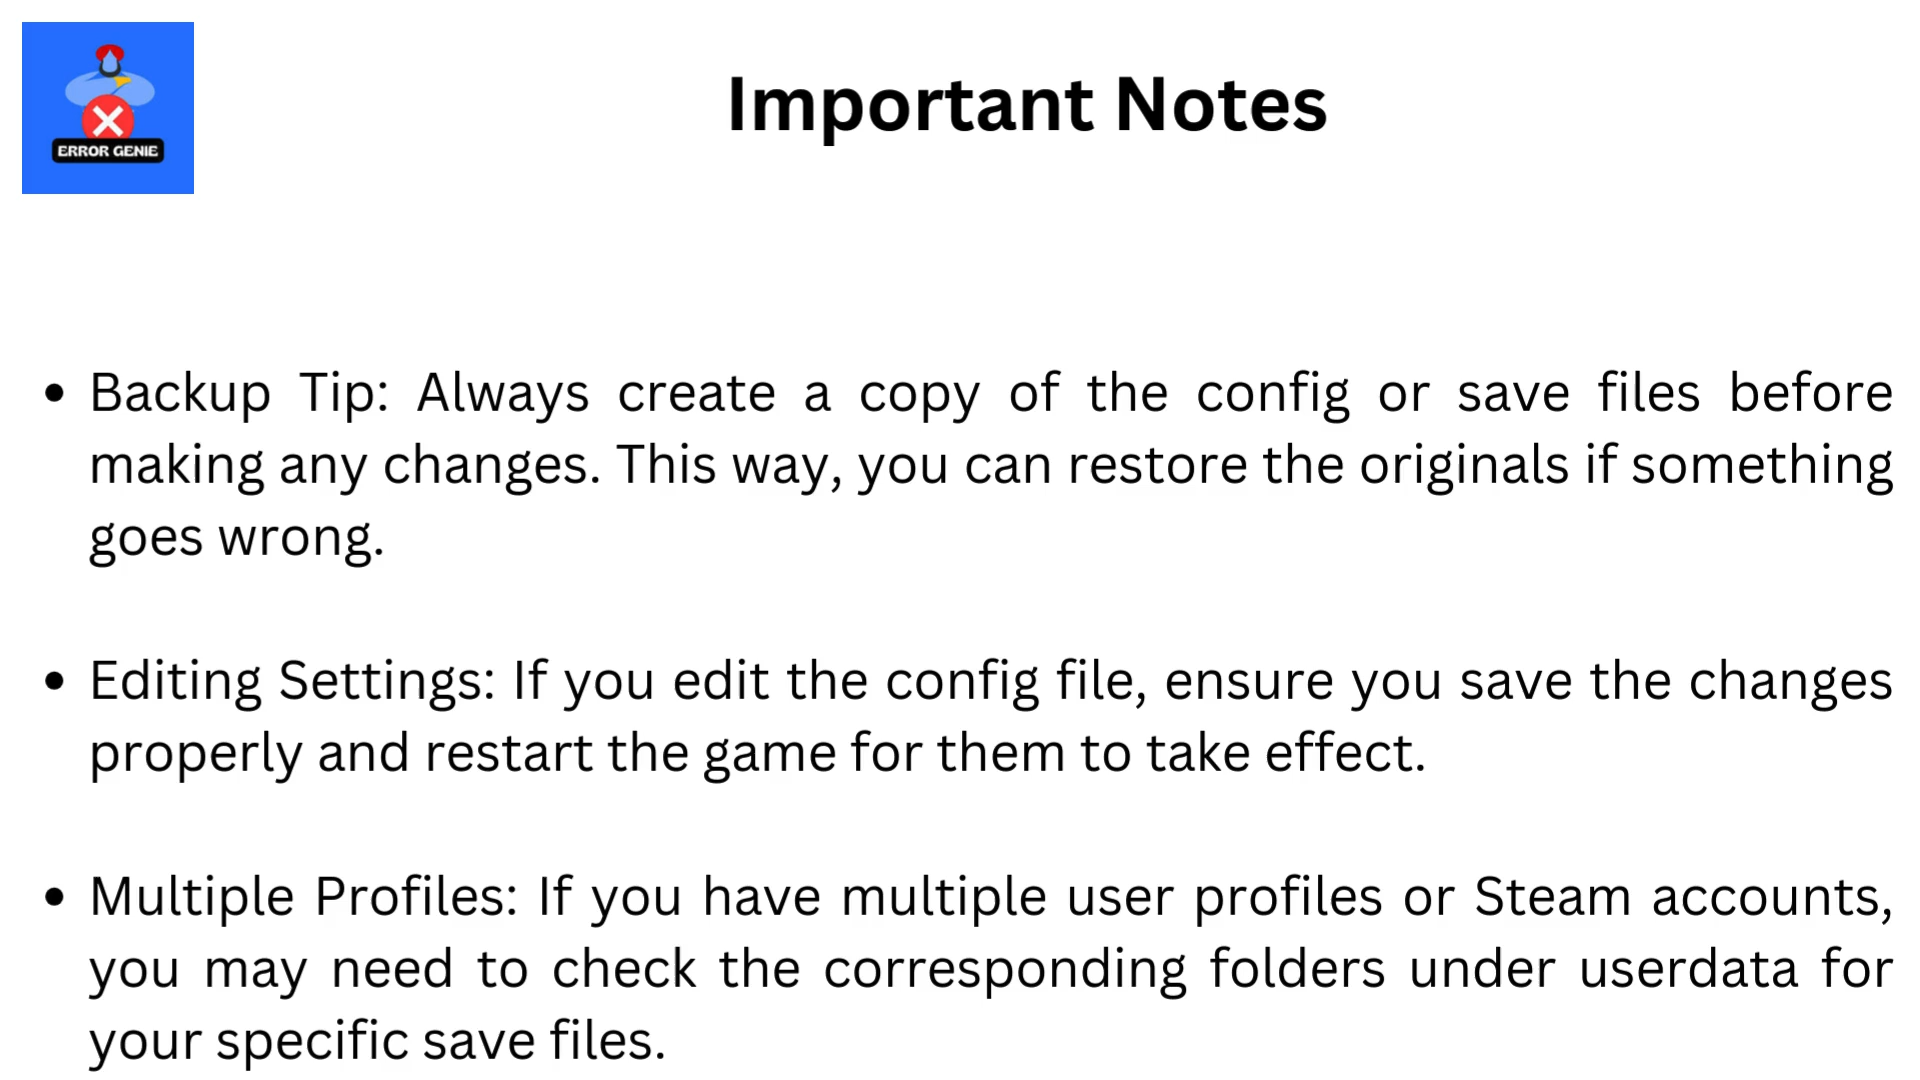 ERROR GENIE
Important Notes
• Backup Tip: Always create a copy of the config or save files before
making any changes. This way, you can restore the originals if something
goes wrong.
• Editing Settings: If you edit the config file, ensure you save the changes
properly and restart the game for them to take effect.
• Multiple Profiles: If you have multiple user profiles or Steam accounts,
you may need to check the corresponding folders under userdata for
your specific save files.